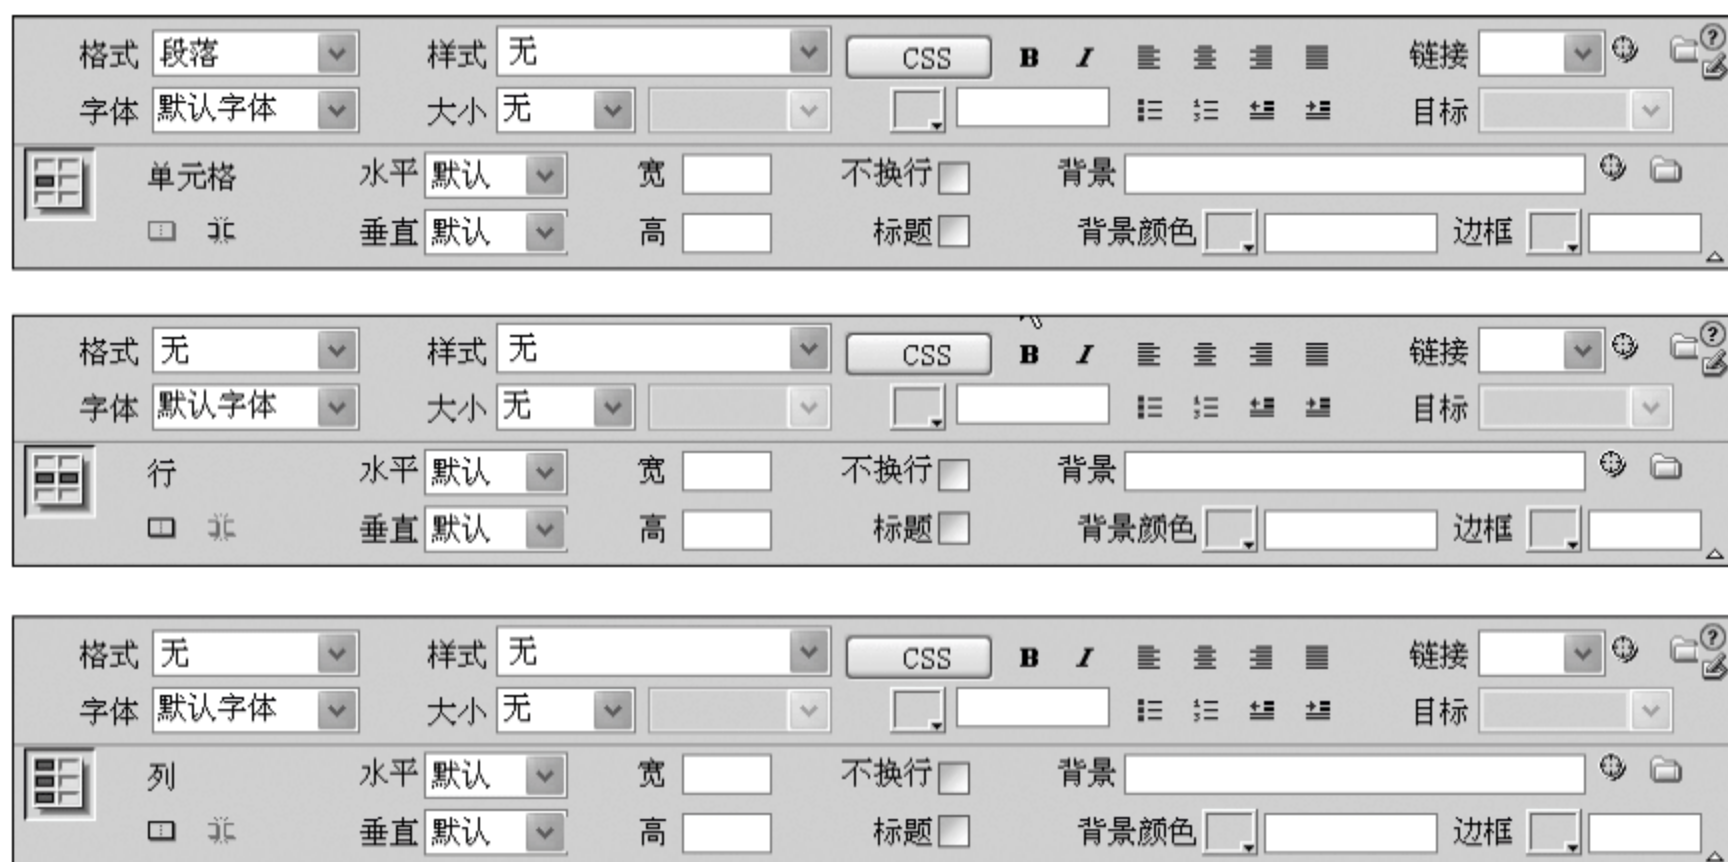 格式 段落 样式 无 CSS B I 链接
字体 默认字体 大小 无 目标
单元格 水平 默认 宽 不换行 背景
垂直 默认 高 标题 背景颜色 边框
格式 无 样式 无 CSS B I 链接
字体 默认字体 大小 无 目标
行 水平 默认 宽 不换行 背景
垂直 默认 高 标题 背景颜色 边框
格式 无 样式 无 CSS B I 链接
字体 默认字体 大小 无 目标
列 水平 默认 宽 不换行 背景
垂直 默认 高 标题 背景颜色 边框